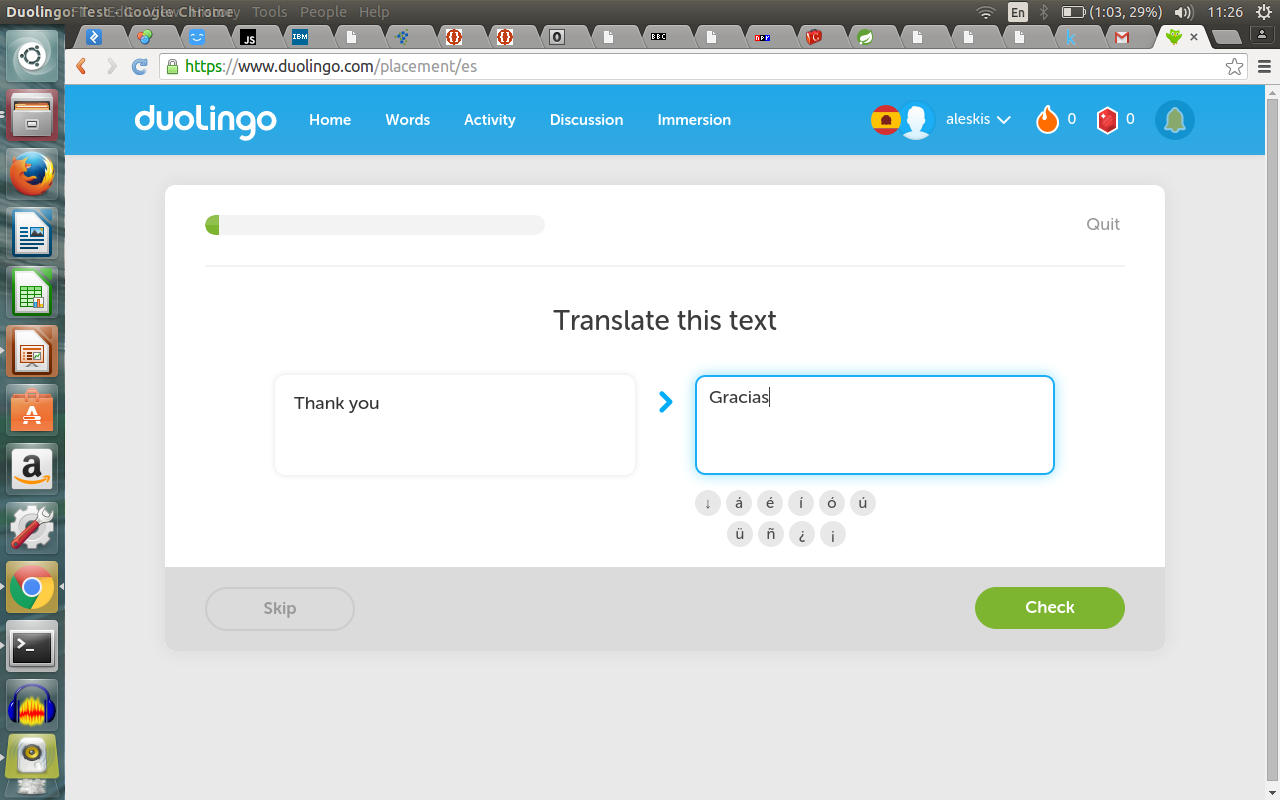 Duolingo: Test - Google Chrome
Tools People Help
En
(1:03, 29%)
11:26
JS
IBM
BBC
https://www.duolingo.com/placement/es
duolingo
Home Words Activity Discussion Immersion
aleskis
0
0
Quit
Translate this text
Thank you
Gracias
↓ á é í ó ú
ü ñ ¿ ¡
Skip
Check